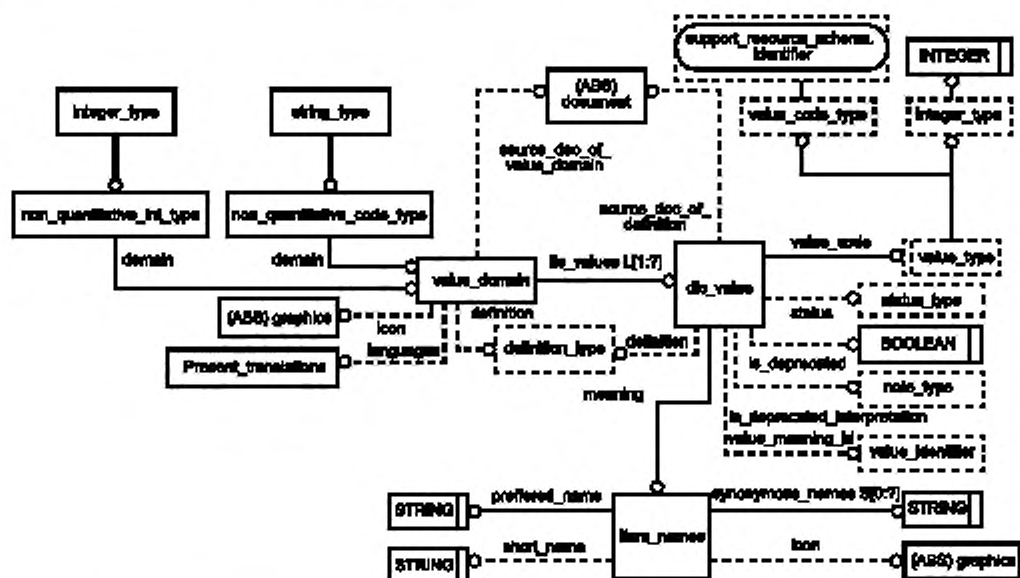 support_resource_schema.
identifier
INTEGER
(ABS)
document
integer_type
string_type
value_code_type
integer_type
source_doc_of_
value_domain
non_quantitative_int_type
non_quantitative_code_type
source_doc_of_
definition
value_code
domain
domain
its_values L[1:?]
value_type
value_domain
dic_value
status_type
status
(ABS) graphics
icon
definition
languages
definition_type
definition
BOOLEAN
is_deprecated
Present_translations
note_type
meaning
is_deprecated_interpretation
value_meaning_id
value_identifier
STRING
preffered_name
synonymous_names S[0:?]
STRING
item_names
STRING
short_name
icon
(ABS) graphics